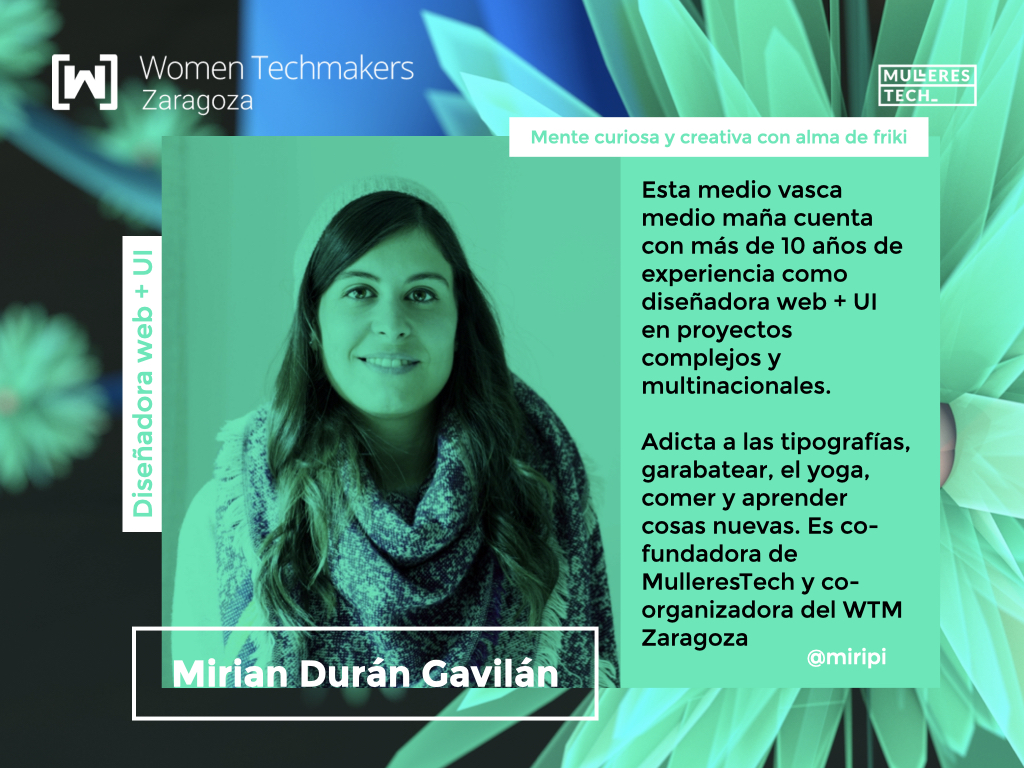 [W] Women Techmakers
Zaragoza
MULLERES
TECH_
Mente curiosa y creativa con alma de friki
Diseñadora web + UI
Esta medio vasca
medio maña cuenta
con más de 10 años de
experiencia como
diseñadora web + UI
en proyectos
complejos y
multinacionales.
Adicta a las tipografías,
garabatear, el yoga,
comer y aprender
cosas nuevas. Es co-
fundadora de
MulleresTech y co-
organizadora del WTM
Zaragoza
@miripi
Mirian Durán Gavilán